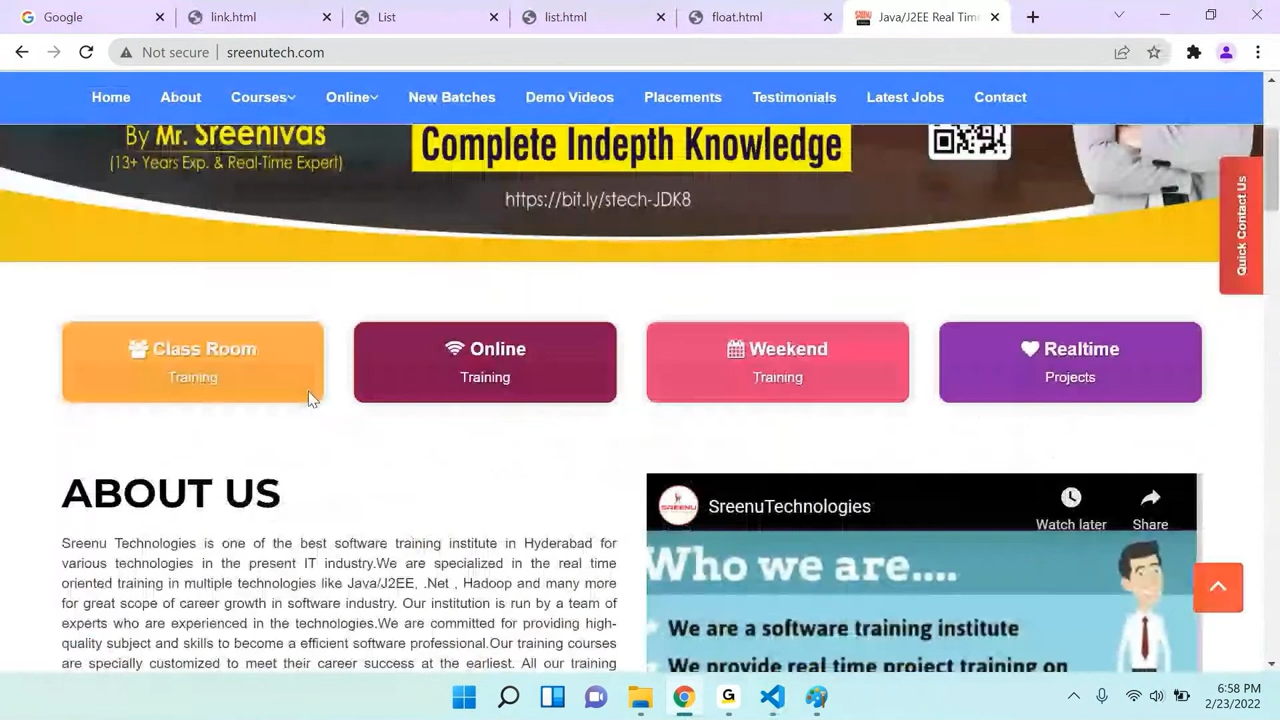 Google
link.html
List
list.html
float.html
Java/J2EE Real Tim
Not secure
sreenutech.com
Home
About
Courses
Online
New Batches
Demo Videos
Placements
Testimonials
Latest Jobs
Contact
By Mr. Sreenivas
(13+ Years Exp. & Real-Time Expert)
Complete Indepth Knowledge
https://bit.ly/stech-JDK8
Quick Contact Us
Class Room
Training
Online
Training
Weekend
Training
Realtime
Projects
ABOUT US
Sreenu Technologies is one of the best software training institute in Hyderabad for
various technologies in the present IT industry.We are specialized in the real time
oriented training in multiple technologies like Java/J2EE, .Net , Hadoop and many more
for great scope of career growth in software industry. Our institution is run by a team of
experts who are experienced in the technologies.We are committed for providing high-
quality subject and skills to become a efficient software professional.Our training courses
are specially customized to meet their career success at the earliest. All our training
SREENU
SreenuTechnologies
Watch later
Share
Who we are....
We are a software training institute
We provide real time project training on
6:58 PM
2/23/2022